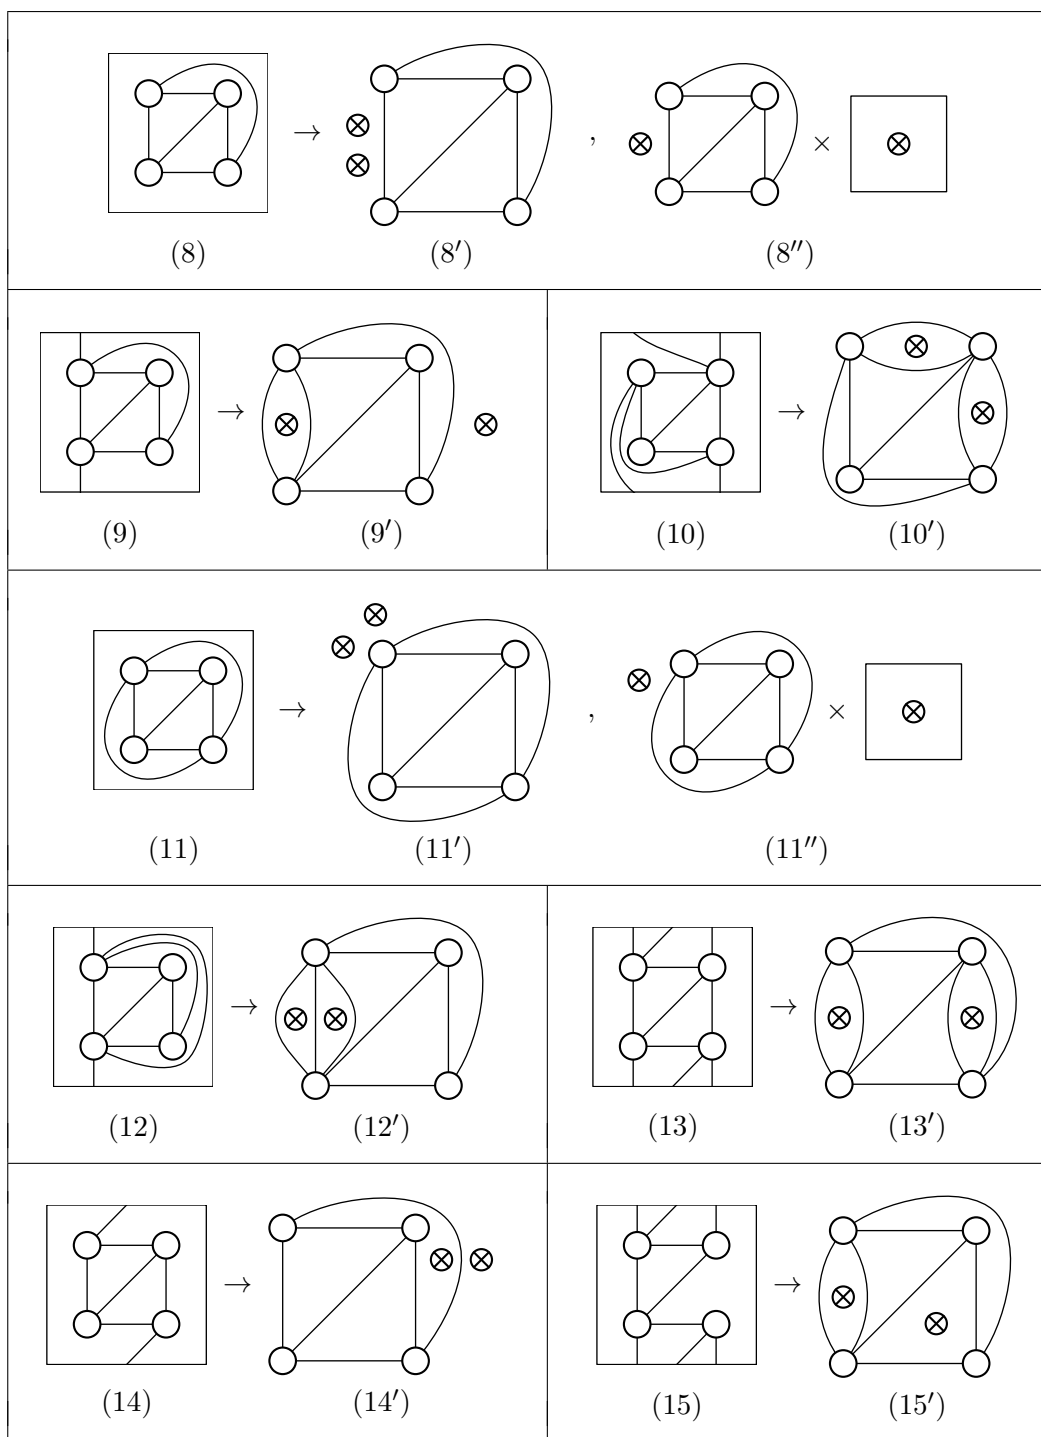 → , ×
(8) (8′) (8″)
→ →
(9) (9′) (10) (10′)
→ , ×
(11) (11′) (11″)
→ →
(12) (12′) (13) (13′)
→ →
(14) (14′) (15) (15′)